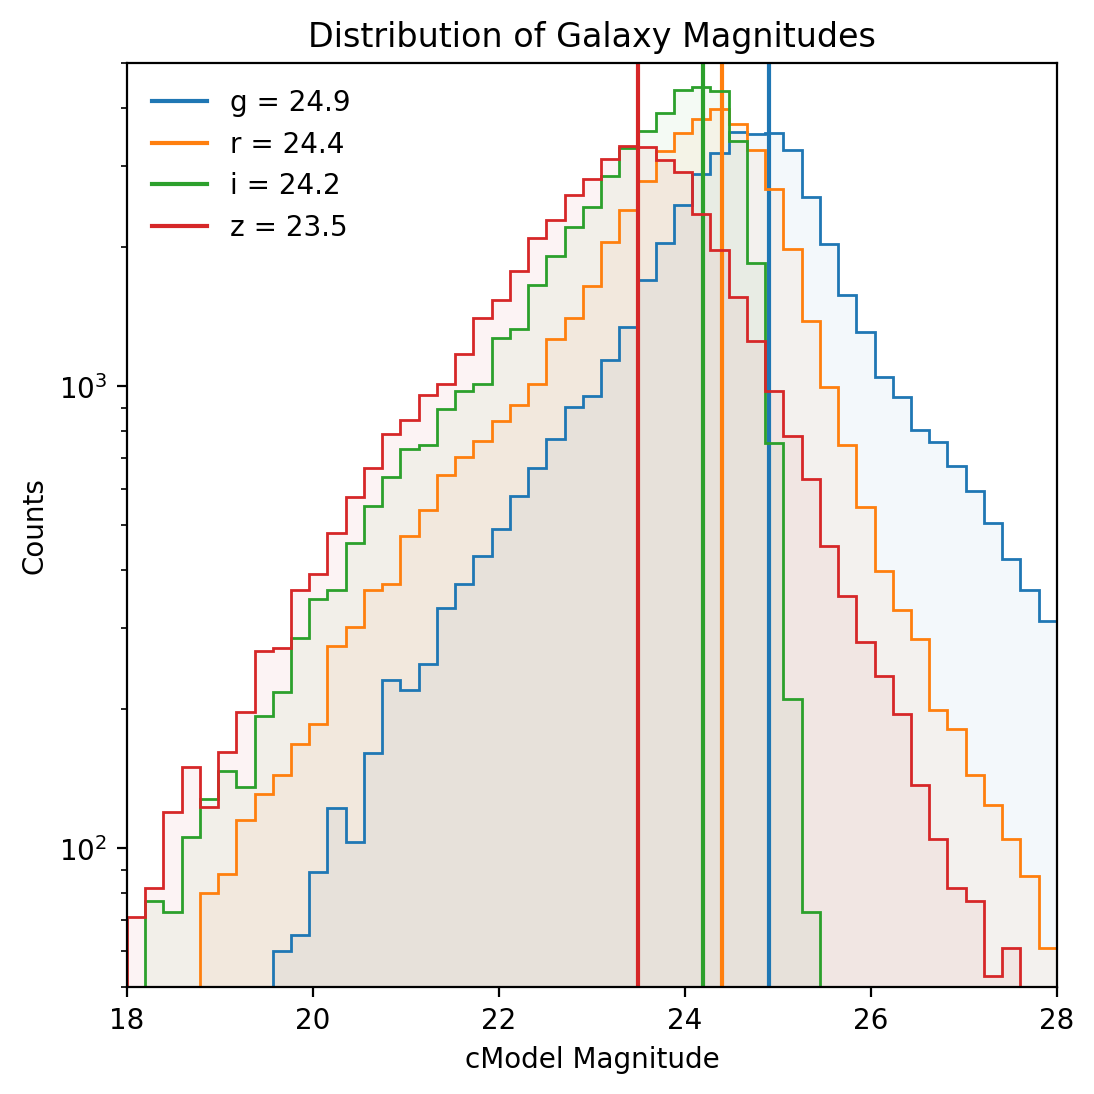 Distribution of Galaxy Magnitudes
g = 24.9
r = 24.4
i = 24.2
z = 23.5
10³
10²
Counts
18 20 22 24 26 28
cModel Magnitude